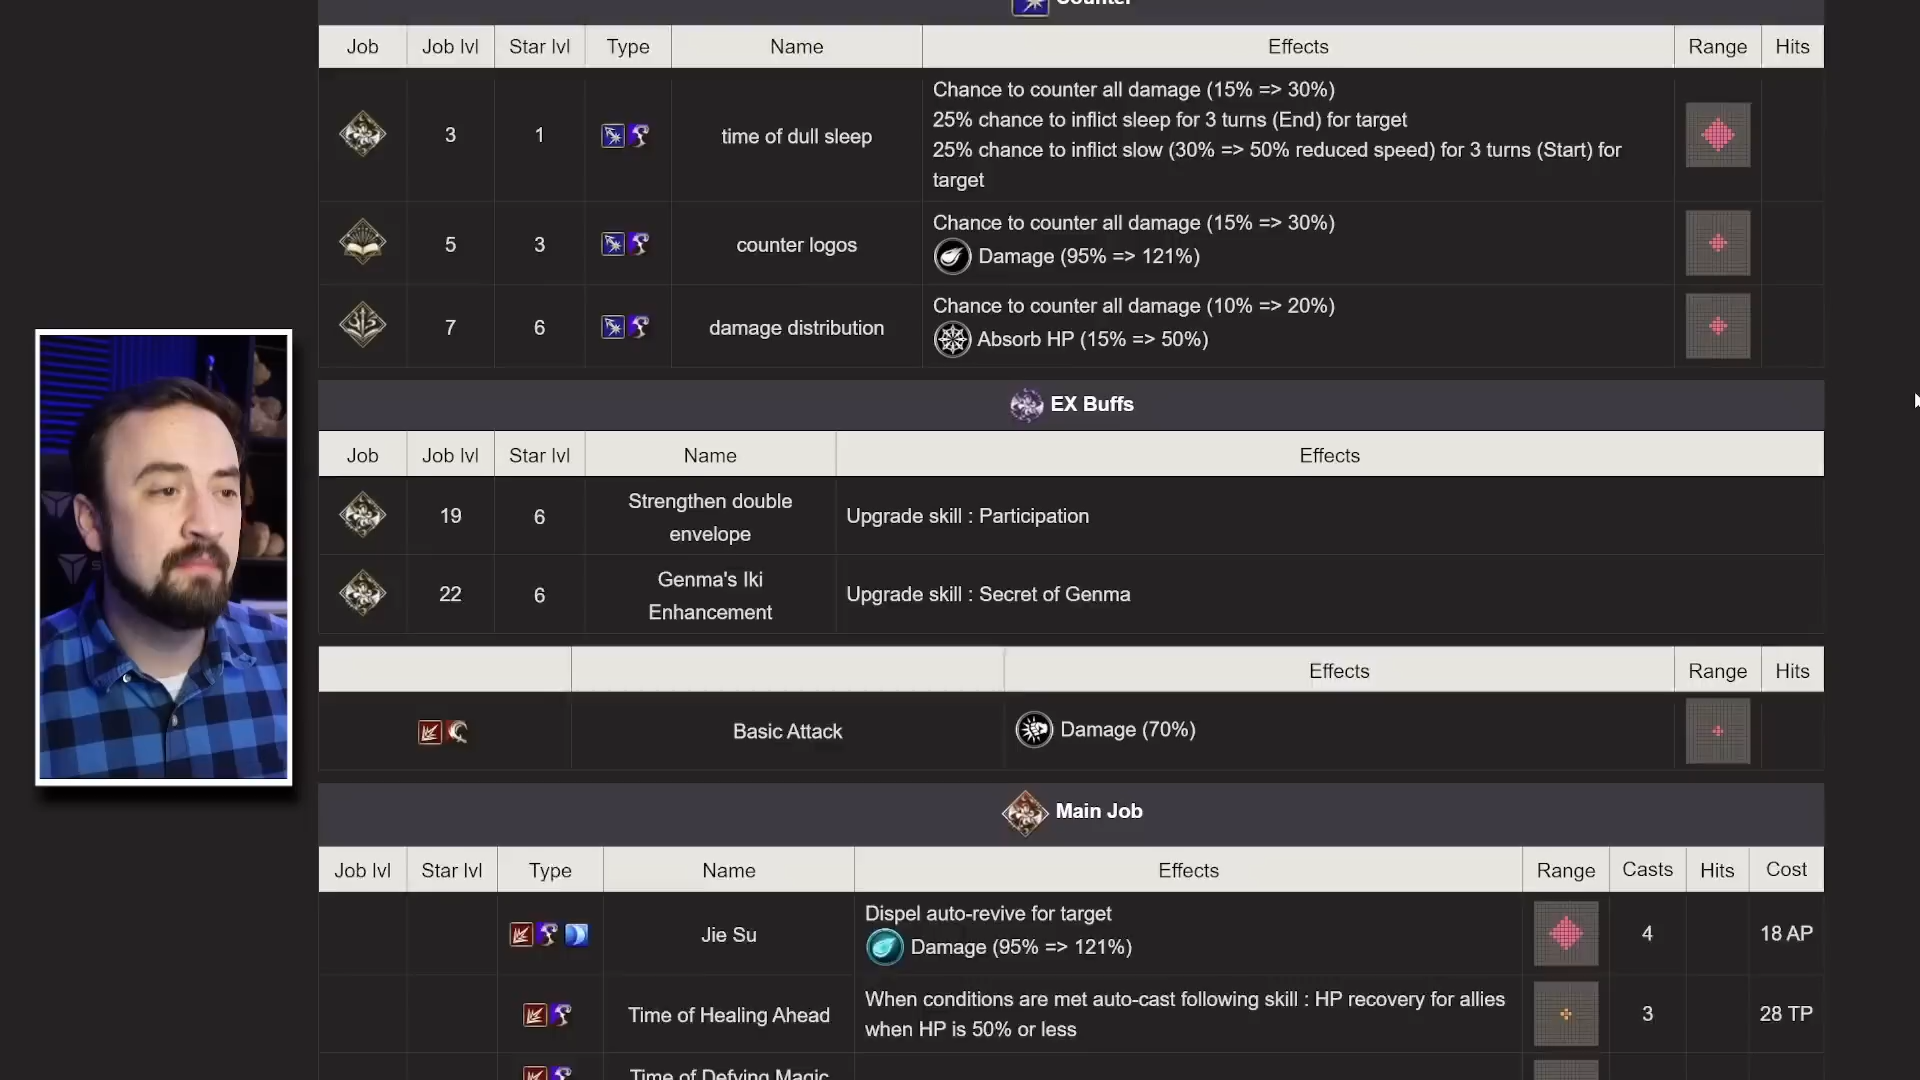 Counter
Job Job lvl Star lvl Type Name Effects Range Hits
3 1 time of dull sleep
Chance to counter all damage (15% => 30%)
25% chance to inflict sleep for 3 turns (End) for target
25% chance to inflict slow (30% => 50% reduced speed) for 3 turns (Start) for
target
5 3 counter logos
Chance to counter all damage (15% => 30%)
Damage (95% => 121%)
7 6 damage distribution
Chance to counter all damage (10% => 20%)
Absorb HP (15% => 50%)
EX Buffs
Job Job lvl Star lvl Name Effects
19 6 Strengthen double
envelope
Upgrade skill : Participation
22 6 Genma's Iki
Enhancement
Upgrade skill : Secret of Genma
Effects Range Hits
Basic Attack Damage (70%)
Main Job
Job lvl Star lvl Type Name Effects Range Casts Hits Cost
Jie Su
Dispel auto-revive for target
Damage (95% => 121%)
4 18 AP
Time of Healing Ahead
When conditions are met auto-cast following skill : HP recovery for allies
when HP is 50% or less
3 28 TP
Time of Defying Magic